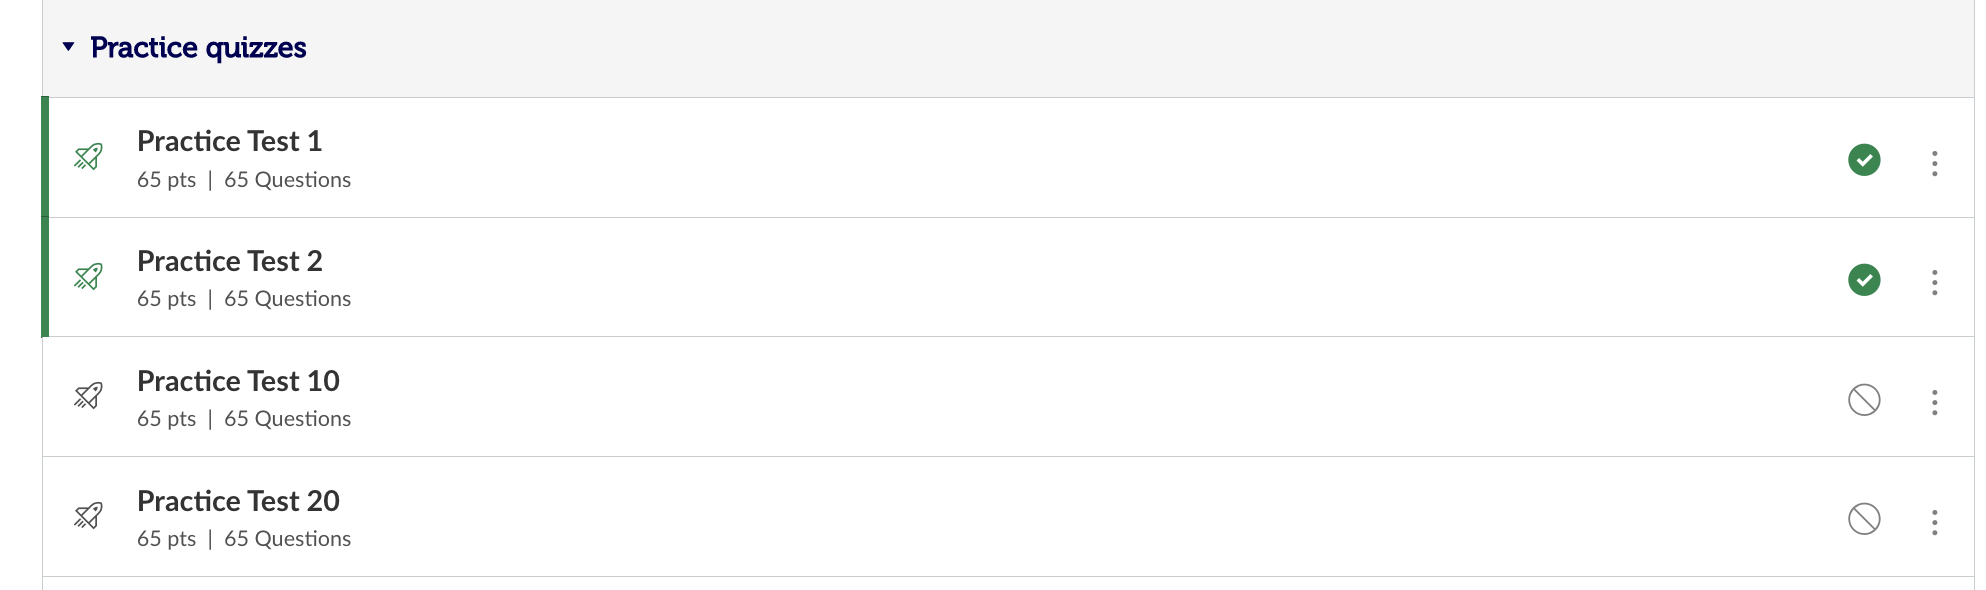 Practice quizzes
Practice Test 1
65 pts | 65 Questions
Practice Test 2
65 pts | 65 Questions
Practice Test 10
65 pts | 65 Questions
Practice Test 20
65 pts | 65 Questions